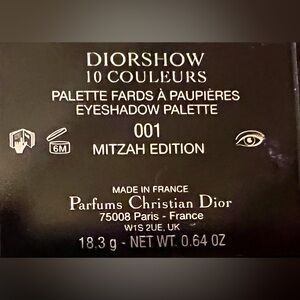 DIORSHOW
10 COULEURS
PALETTE FARDS À PAUPIÈRES
EYESHADOW PALETTE
001
MITZAH EDITION
6M
MADE IN FRANCE
Parfums Christian Dior
75008 Paris - France
W1S 2UE, UK
18.3 g - NET WT. 0.64 OZ